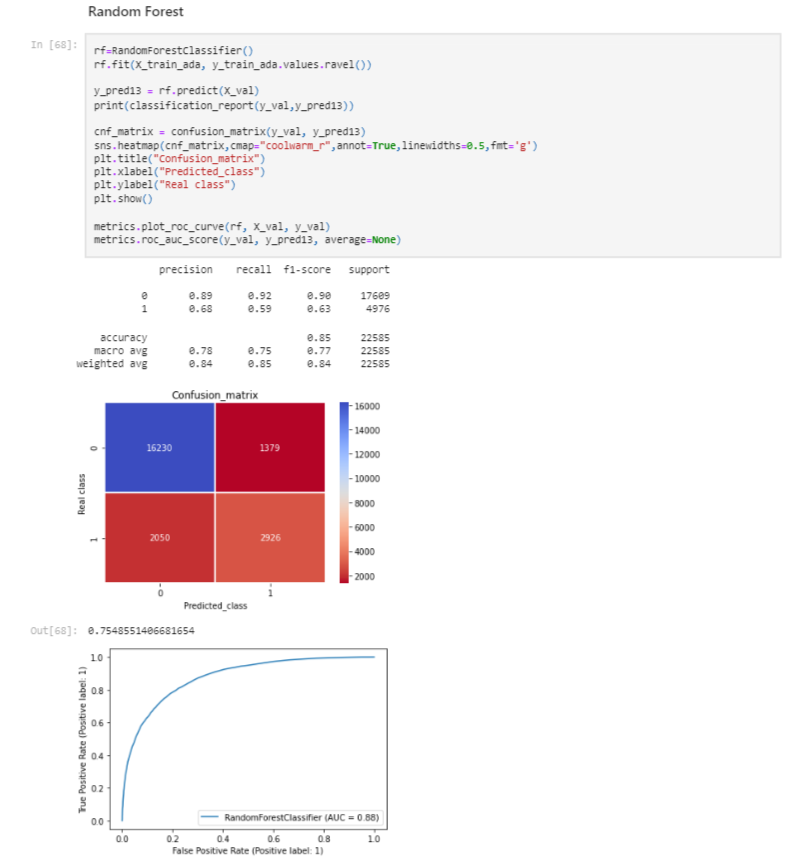 Random Forest
In [68]:
rf=RandomForestClassifier()
rf.fit(X_train_ada, y_train_ada.values.ravel())
y_pred13 = rf.predict(X_val)
print(classification_report(y_val,y_pred13))
cnf_matrix = confusion_matrix(y_val, y_pred13)
sns.heatmap(cnf_matrix,cmap="coolwarm_r",annot=True,linewidths=0.5,fmt='g')
plt.title("Confusion_matrix")
plt.xlabel("Predicted_class")
plt.ylabel("Real class")
plt.show()
metrics.plot_roc_curve(rf, X_val, y_val)
metrics.roc_auc_score(y_val, y_pred13, average=None)
precision recall f1-score support
0 0.89 0.92 0.90 17609
1 0.68 0.59 0.63 4976
accuracy 0.85 22585
macro avg 0.78 0.75 0.77 22585
weighted avg 0.84 0.85 0.84 22585
Confusion_matrix
16000
14000
12000
10000
8000
6000
4000
2000
Real class
0
16230 1379
1
2050 2926
0 1
Predicted_class
Out[68]: 0.7548551406681654
True Positive Rate (Positive label: 1)
1.0
0.8
0.6
0.4
0.2
0.0
RandomForestClassifier (AUC = 0.88)
0.0 0.2 0.4 0.6 0.8 1.0
False Positive Rate (Positive label: 1)